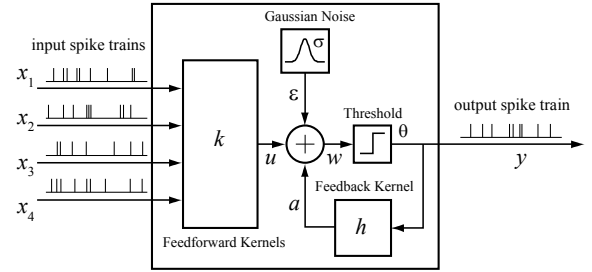 Gaussian Noise
input spike trains
σ
x1
ε
Threshold
output spike train
x2
k
θ
+
u
w
y
x3
Feedback Kernel
a
x4
h
Feedforward Kernels